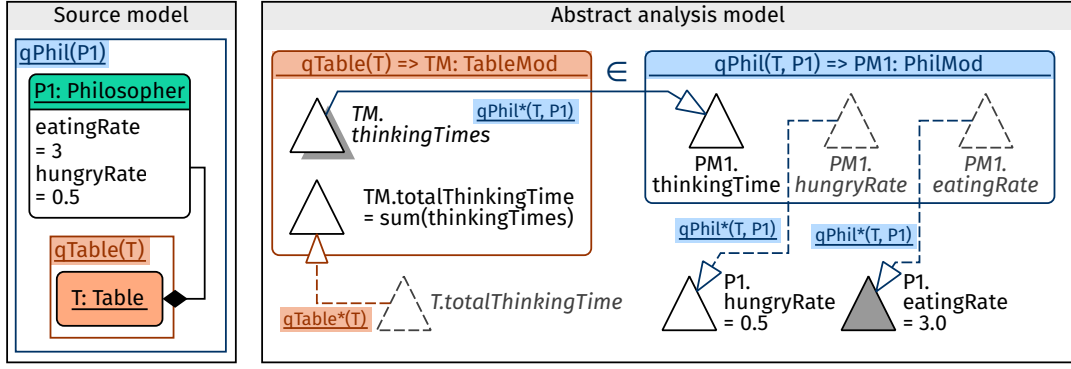 Source model
qPhil(P1)
P1: Philosopher
eatingRate
= 3
hungryRate
= 0.5
qTable(T)
T: Table
Abstract analysis model
qTable(T) => TM: TableMod
∈
qPhil(T, P1) => PM1: PhilMod
TM.
thinkingTimes
qPhil*(T, P1)
PM1.
thinkingTime
PM1.
hungryRate
PM1.
eatingRate
TM.totalThinkingTime
= sum(thinkingTimes)
qPhil*(T, P1)
qPhil*(T, P1)
T.totalThinkingTime
qTable*(T)
P1.
hungryRate
= 0.5
P1.
eatingRate
= 3.0